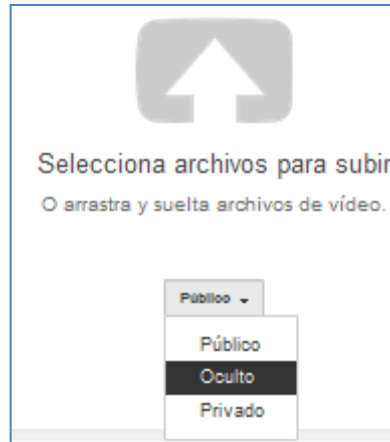 Selecciona archivos para subir
O arrastra y suelta archivos de vídeo.
Público
Público
Oculto
Privado